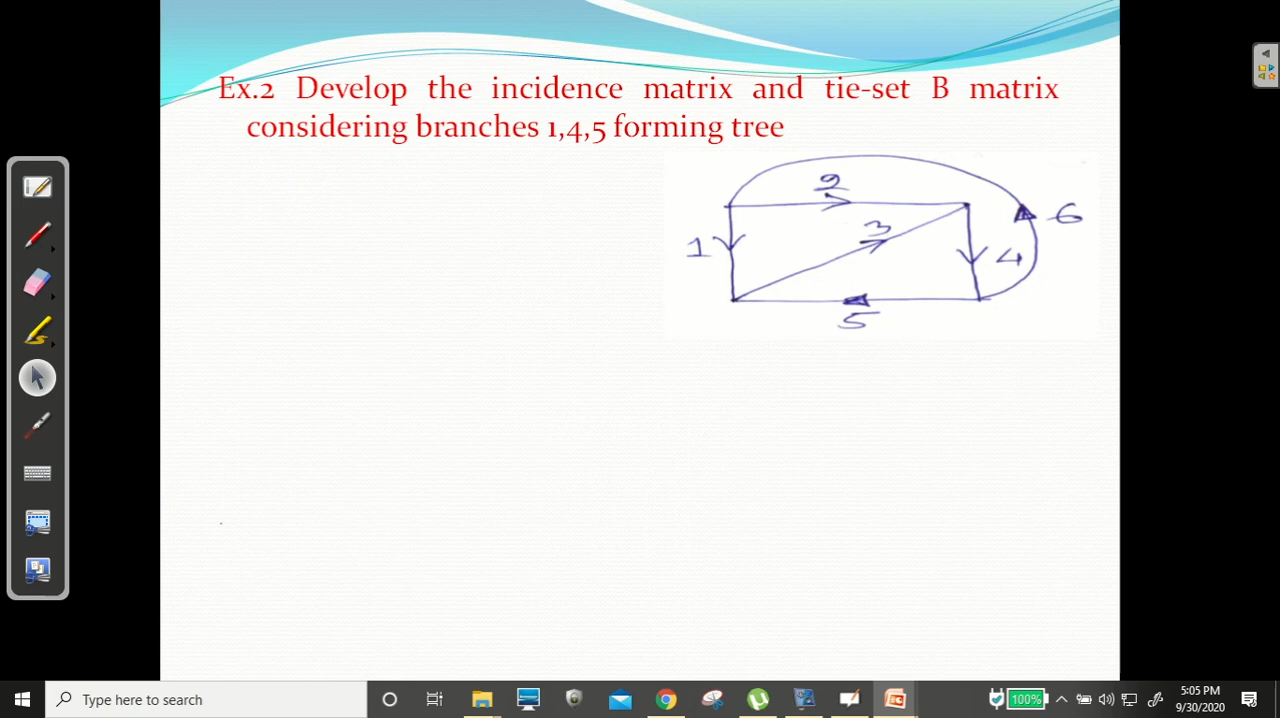 Ex.2 Develop the incidence matrix and tie-set B matrix
considering branches 1,4,5 forming tree
2
1
3
4
6
5
Type here to search
100%
5:05 PM
9/30/2020